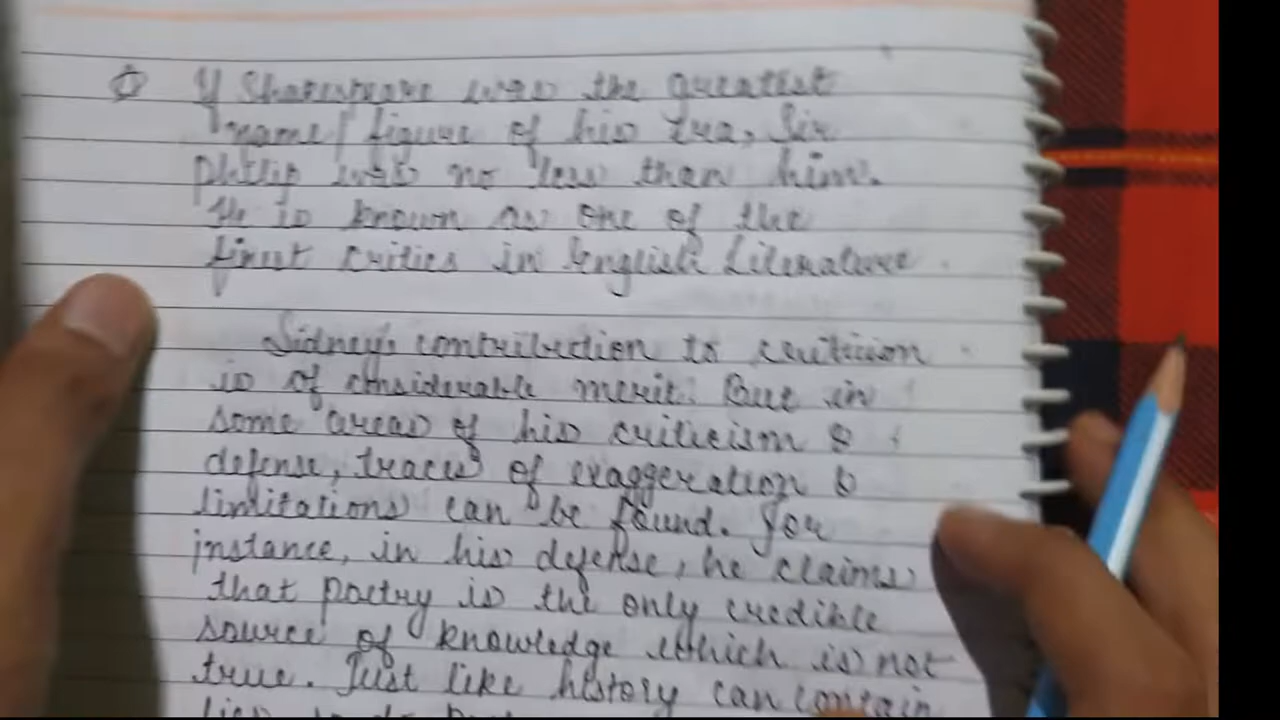 If Shakespeare was the greatest
name/figure of his era, Sir
Philip was no less than him.
He is known as one of the
finest critics in English Literature.
Sidney's contribution to criticism
is of considerable merit. But in
some areas of his criticism &
defense, traces of exaggeration &
limitations can be found. For
instance, in his defense, he claims
that poetry is the only credible
source of knowledge which is not
true. Just like history can contain